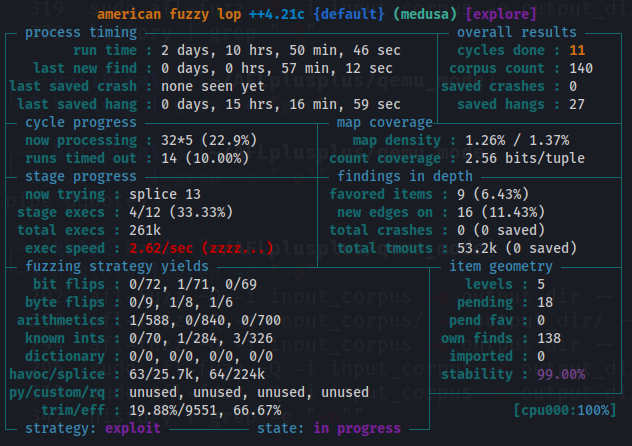 american fuzzy lop ++4.21c {default} (medusa) [explore]
process timing
run time : 2 days, 10 hrs, 50 min, 46 sec
last new find : 0 days, 0 hrs, 57 min, 12 sec
last saved crash : none seen yet
last saved hang : 0 days, 15 hrs, 16 min, 59 sec
overall results
cycles done : 11
corpus count : 140
saved crashes : 0
saved hangs : 27
cycle progress
now processing : 32*5 (22.9%)
runs timed out : 14 (10.00%)
map coverage
map density : 1.26% / 1.37%
count coverage : 2.56 bits/tuple
stage progress
now trying : splice 13
stage execs : 4/12 (33.33%)
total execs : 261k
exec speed : 2.62/sec (zzzz...)
findings in depth
favored items : 9 (6.43%)
new edges on : 16 (11.43%)
total crashes : 0 (0 saved)
total tmouts : 53.2k (0 saved)
fuzzing strategy yields
bit flips : 0/72, 1/71, 0/69
byte flips : 0/9, 1/8, 1/6
arithmetics : 1/588, 0/840, 0/700
known ints : 0/70, 1/284, 3/326
dictionary : 0/0, 0/0, 0/0, 0/0
havoc/splice : 63/25.7k, 64/224k
py/custom/rq : unused, unused, unused, unused
trim/eff : 19.88%/9551, 66.67%
item geometry
levels : 5
pending : 18
pend fav : 0
own finds : 138
imported : 0
stability : 99.00%
[cpu000:100%]
strategy: exploit
state: in progress